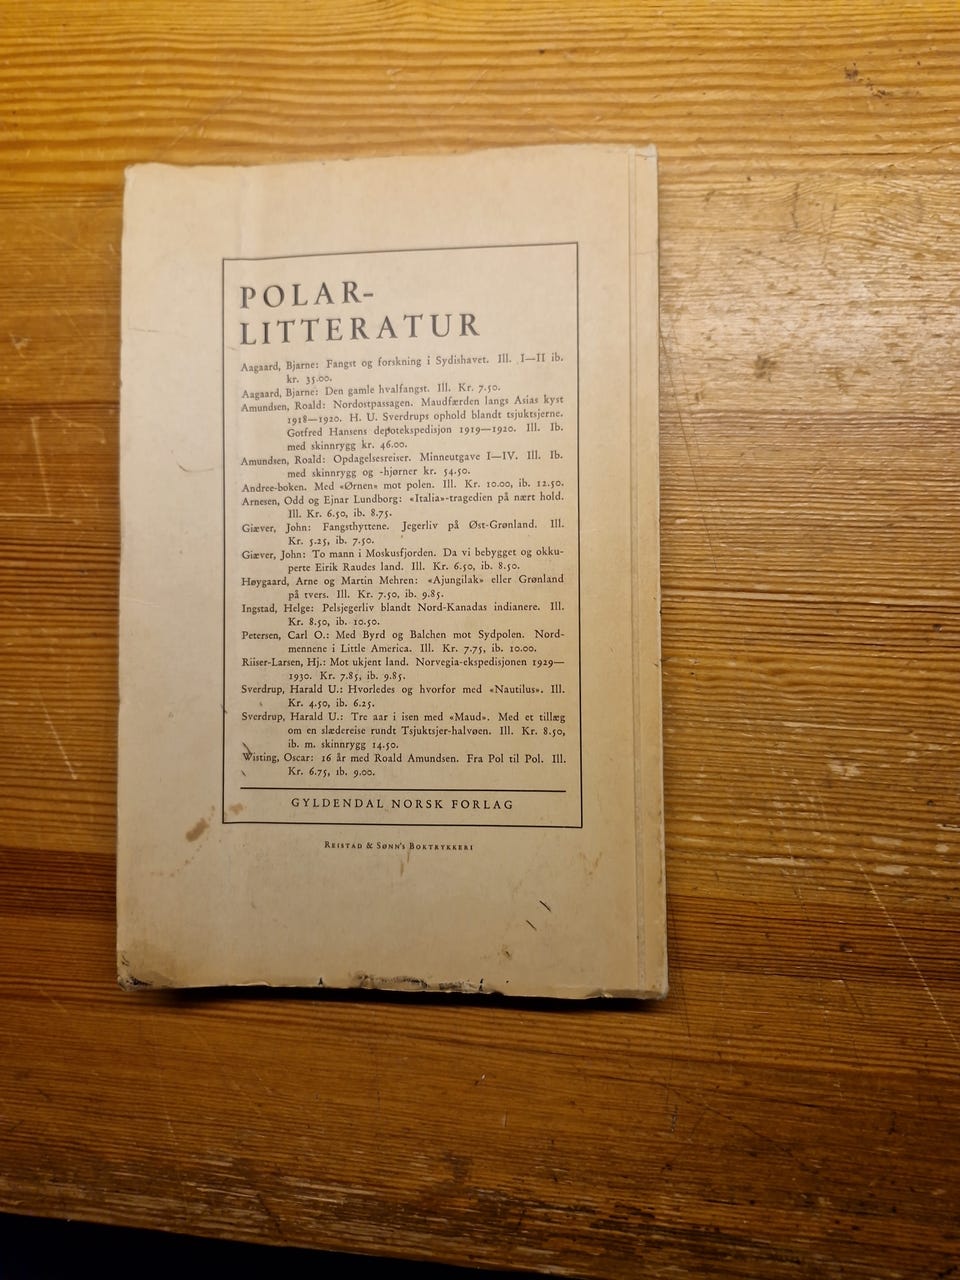 POLAR-
LITTERATUR
Aagaard, Bjarne: Fangst og forskning i Sydishavet. Ill. I—II ib.
kr. 35.00.
Aagaard, Bjarne: Den gamle hvalfangst. Ill. Kr. 7.50.
Amundsen, Roald: Nordostpassagen. Maudfærden langs Asias kyst
1918—1920. H. U. Sverdrups ophold blandt tsjuktsjerne.
Gotfred Hansens depotekspedisjon 1919—1920. Ill. Ib.
med skinnrygg kr. 46.00.
Amundsen, Roald: Opdagelsesreiser. Minneutgave I—IV. Ill. Ib.
med skinnrygg og -hjørner kr. 54.50.
Andree-boken. Med «Ørnen» mot polen. Ill. Kr. 10.00, ib. 12.50.
Arnesen, Odd og Ejnar Lundborg: «Italia»-tragedien på nært hold.
Ill. Kr. 6.50, ib. 8.75.
Giæver, John: Fangsthyttene. Jegerliv på Øst-Grønland. Ill.
Kr. 5.25, ib. 7.50.
Giæver, John: To mann i Moskusfjorden. Da vi bebygget og okku-
perte Eirik Raudes land. Ill. Kr. 6.50, ib. 8.50.
Høygaard, Arne og Martin Mehren: «Ajungilak» eller Grønland
på tvers. Ill. Kr. 7.50, ib. 9.85.
Ingstad, Helge: Pelsjegerliv blandt Nord-Kanadas indianere. Ill.
Kr. 8.50, ib. 10.50.
Petersen, Carl O.: Med Byrd og Balchen mot Sydpolen. Nord-
mennene i Little America. Ill. Kr. 7.75, ib. 10.00.
Riiser-Larsen, Hj.: Mot ukjent land. Norvegia-ekspedisjonen 1929—
1930. Kr. 7.85, ib. 9.85.
Sverdrup, Harald U.: Hvorledes og hvorfor med «Nautilus». Ill.
Kr. 4.50, ib. 6.25.
Sverdrup, Harald U.: Tre aar i isen med «Maud». Med et tillæg
om en slædereise rundt Tsjuktsjer-halvøen. Ill. Kr. 8.50,
ib. m. skinnrygg 14.50.
Wisting, Oscar: 16 år med Roald Amundsen. Fra Pol til Pol. Ill.
Kr. 6.75, ib. 9.00.
GYLDENDAL NORSK FORLAG
REISTAD & SØNN'S BOKTRYKKERI